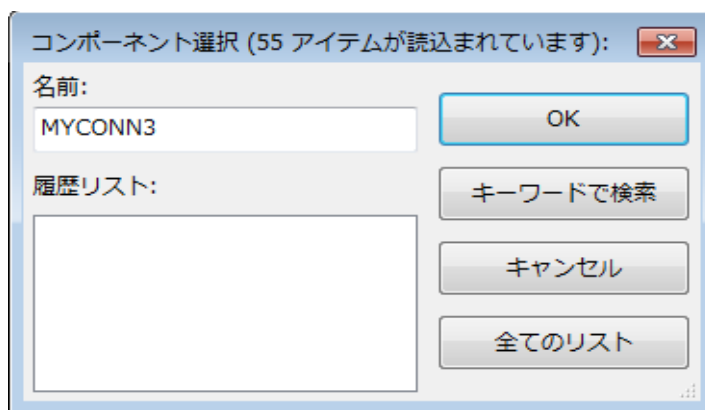 コンポーネント選択 (55 アイテムが読込まれています):
名前:
MYCONN3
OK
履歴リスト:
キーワードで検索
キャンセル
全てのリスト